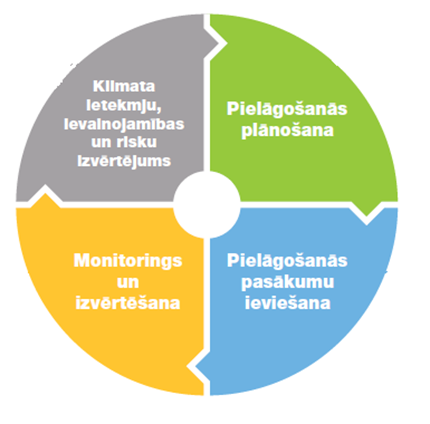 Klimata
ietekmju,
ievainojamības
un risku
izvērtējums
Pielāgošanās
plānošana
Pielāgošanās
pasākumu
ieviešana
Monitorings
un
izvērtēšana